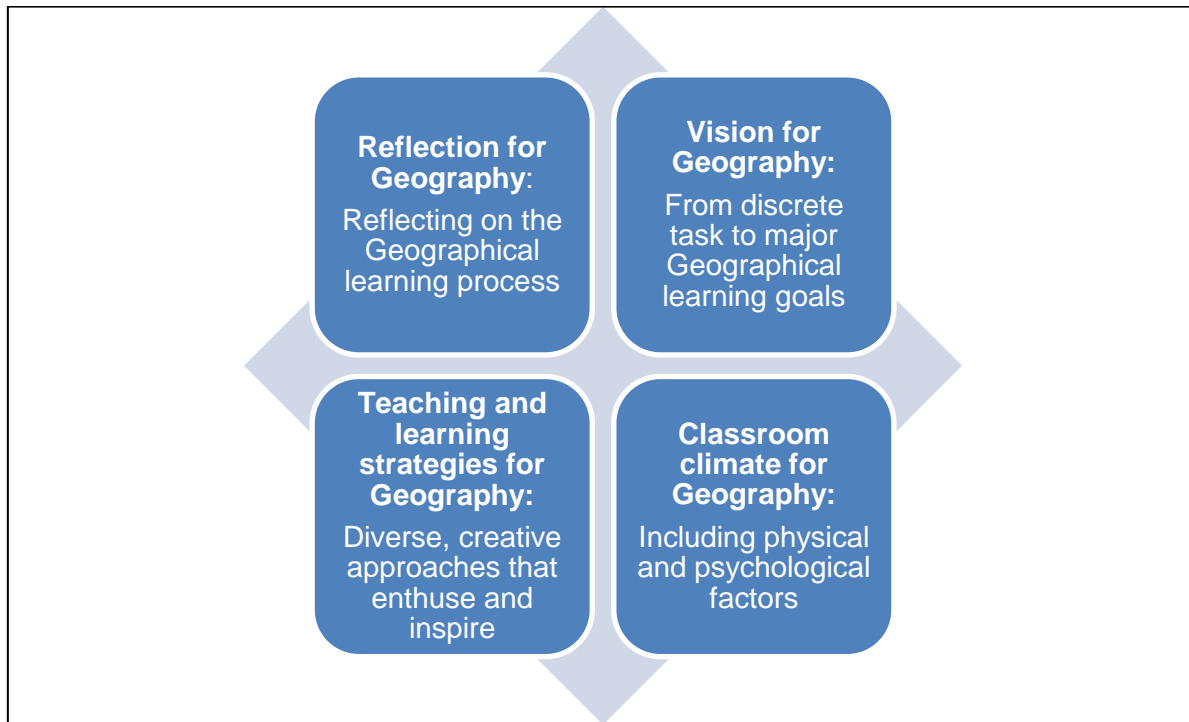 Reflection for
Geography:
Reflecting on the
Geographical
learning process
Vision for
Geography:
From discrete
task to major
Geographical
learning goals
Teaching and
learning
strategies for
Geography:
Diverse, creative
approaches that
enthuse and
inspire
Classroom
climate for
Geography:
Including physical
and psychological
factors